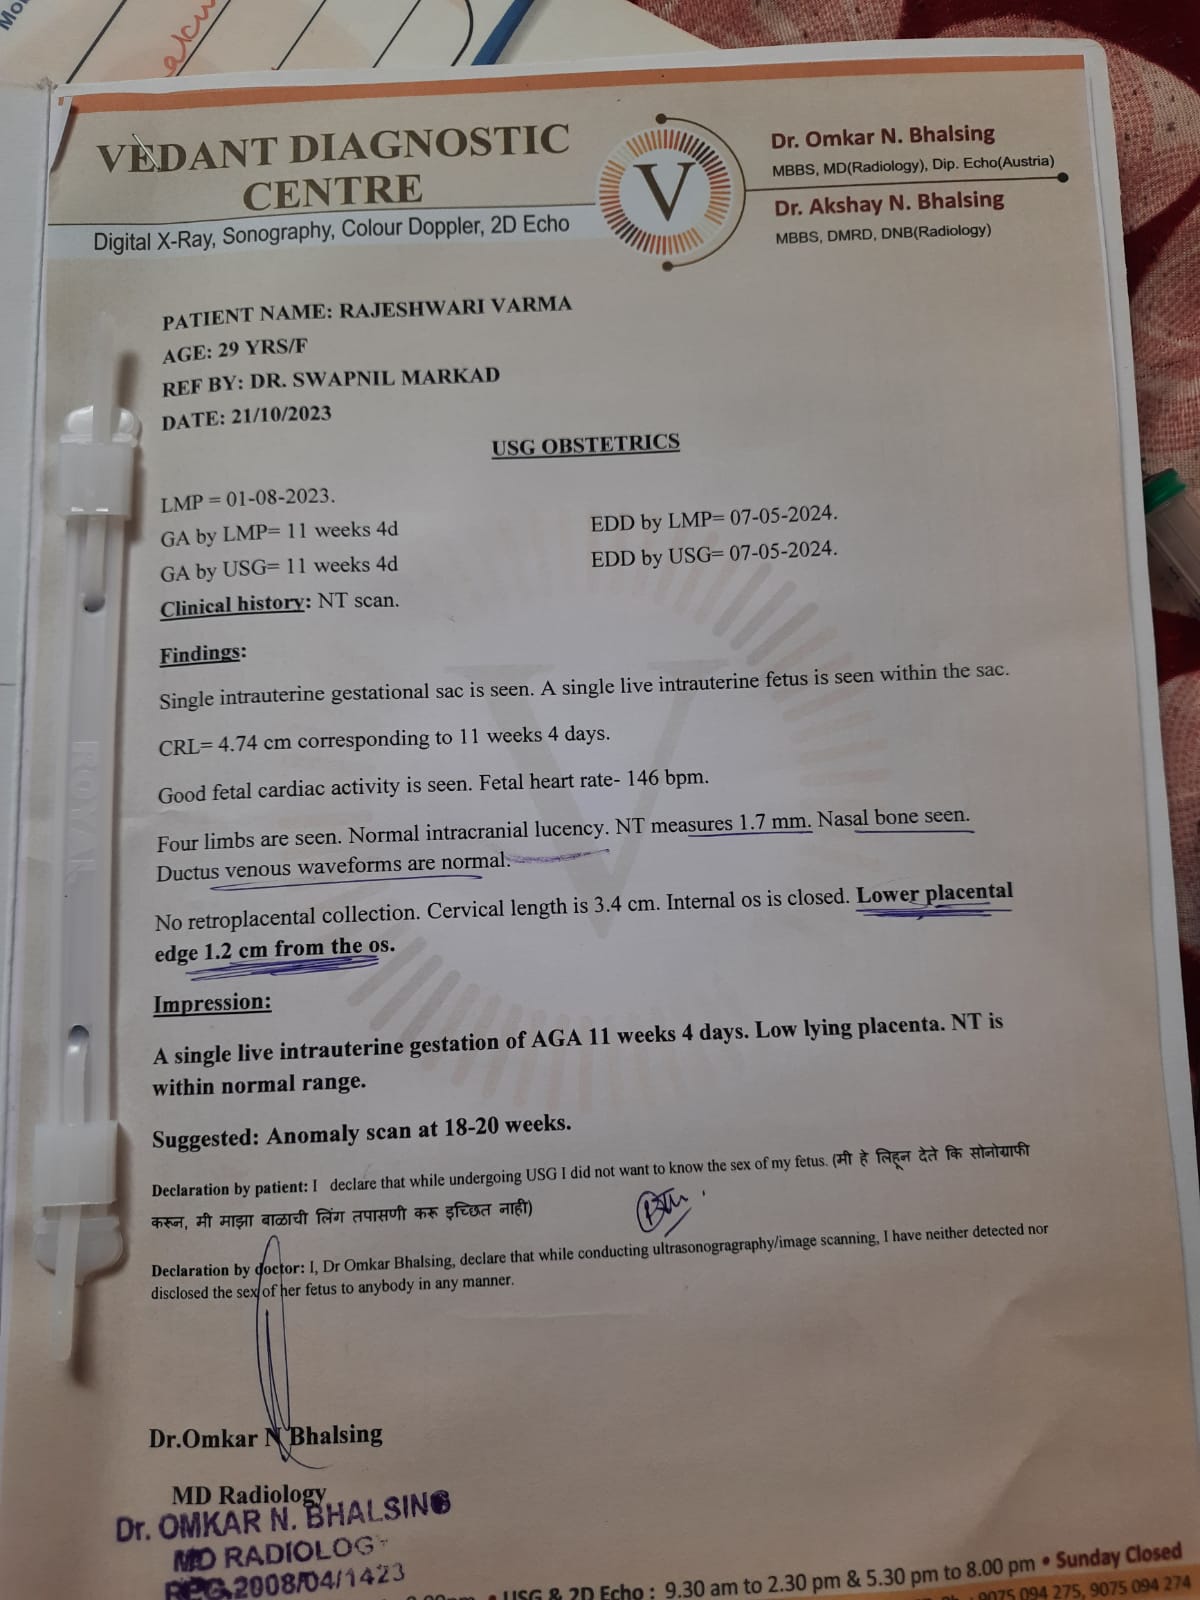 Mo
VEDANT DIAGNOSTIC
CENTRE
Digital X-Ray, Sonography, Colour Doppler, 2D Echo
V
Dr. Omkar N. Bhalsing
MBBS, MD(Radiology), Dip. Echo(Austria)
Dr. Akshay N. Bhalsing
MBBS, DMRD, DNB(Radiology)
PATIENT NAME: RAJESHWARI VARMA
AGE: 29 YRS/F
REF BY: DR. SWAPNIL MARKAD
DATE: 21/10/2023
USG OBSTETRICS
LMP = 01-08-2023.
GA by LMP= 11 weeks 4d EDD by LMP= 07-05-2024.
GA by USG= 11 weeks 4d EDD by USG= 07-05-2024.
Clinical history: NT scan.
Findings:
Single intrauterine gestational sac is seen. A single live intrauterine fetus is seen within the sac.
CRL= 4.74 cm corresponding to 11 weeks 4 days.
Good fetal cardiac activity is seen. Fetal heart rate- 146 bpm.
Four limbs are seen. Normal intracranial lucency. NT measures 1.7 mm. Nasal bone seen.
Ductus venous waveforms are normal.
No retroplacental collection. Cervical length is 3.4 cm. Internal os is closed. Lower placental
edge 1.2 cm from the os.
Impression:
A single live intrauterine gestation of AGA 11 weeks 4 days. Low lying placenta. NT is
within normal range.
Suggested: Anomaly scan at 18-20 weeks.
Declaration by patient: I declare that while undergoing USG I did not want to know the sex of my fetus. (मी हे लिहून देते कि सोनोग्राफी
करून, मी माझा बाळाची लिंग तपासणी करू इच्छित नाही)
Declaration by doctor: I, Dr Omkar Bhalsing, declare that while conducting ultrasonogragraphy/image scanning, I have neither detected nor
disclosed the sex of her fetus to anybody in any manner.
Dr.Omkar N Bhalsing
MD Radiology
Dr. OMKAR N. BHALSING
MD RADIOLOG
REG.2008/04/1423
ROYAL
• USG & 2D Echo : 9.30 am to 2.30 pm & 5.30 pm to 8.00 pm • Sunday Closed
9075 094 275, 9075 094 274